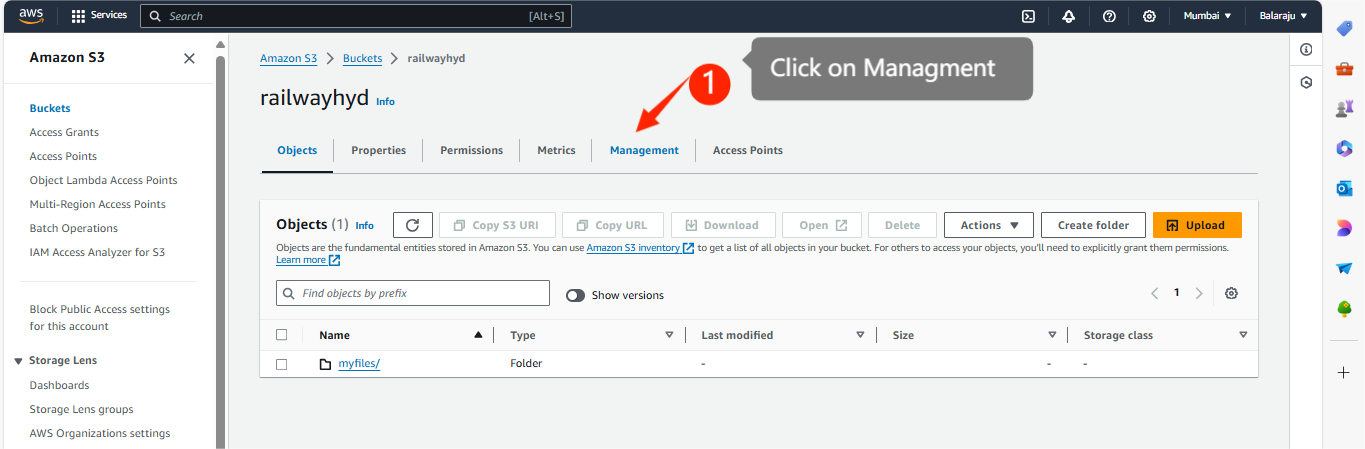 aws Services Search [Alt+S] Mumbai ▼ Balaraju ▼
Amazon S3
Buckets
Access Grants
Access Points
Object Lambda Access Points
Multi-Region Access Points
Batch Operations
IAM Access Analyzer for S3
Block Public Access settings
for this account
Storage Lens
Dashboards
Storage Lens groups
AWS Organizations settings
Amazon S3 > Buckets > railwayhyd
railwayhyd Info
1
Click on Managment
Objects Properties Permissions Metrics Management Access Points
Objects (1) Info Copy S3 URI Copy URL Download Open Delete Actions ▼ Create folder Upload
Objects are the fundamental entities stored in Amazon S3. You can use Amazon S3 inventory to get a list of all objects in your bucket. For others to access your objects, you'll need to explicitly grant them permissions.
Learn more
Find objects by prefix Show versions < 1 >
Name Type Last modified Size Storage class
myfiles/ Folder - - -